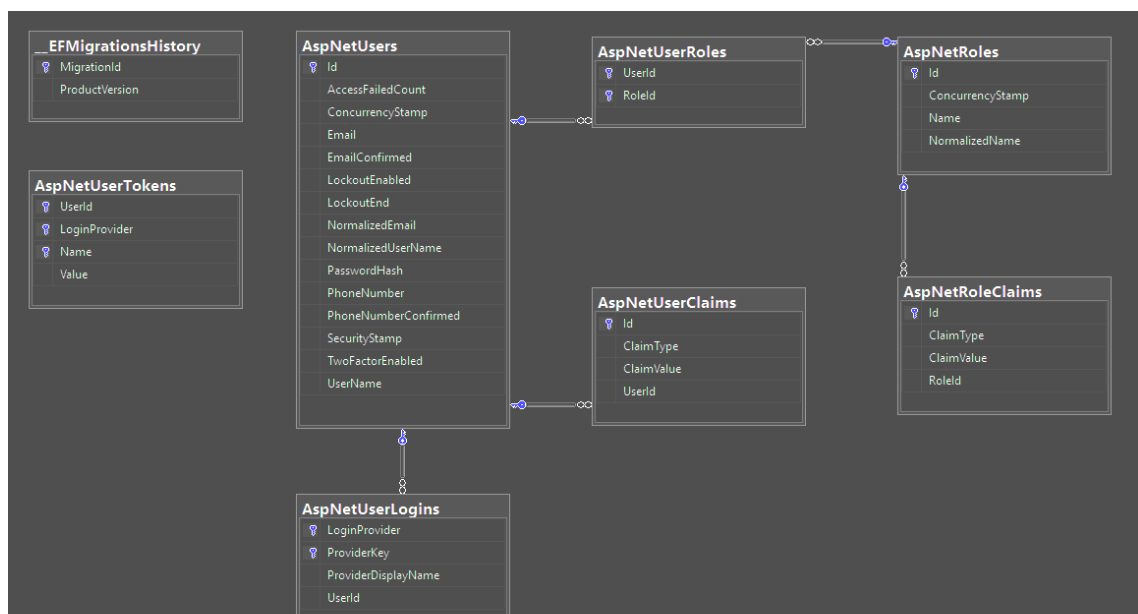 __EFMigrationsHistory
MigrationId
ProductVersion
AspNetUserTokens
UserId
LoginProvider
Name
Value
AspNetUsers
Id
AccessFailedCount
ConcurrencyStamp
Email
EmailConfirmed
LockoutEnabled
LockoutEnd
NormalizedEmail
NormalizedUserName
PasswordHash
PhoneNumber
PhoneNumberConfirmed
SecurityStamp
TwoFactorEnabled
UserName
AspNetUserLogins
LoginProvider
ProviderKey
ProviderDisplayName
UserId
AspNetUserRoles
UserId
RoleId
AspNetUserClaims
Id
ClaimType
ClaimValue
UserId
AspNetRoles
Id
ConcurrencyStamp
Name
NormalizedName
AspNetRoleClaims
Id
ClaimType
ClaimValue
RoleId